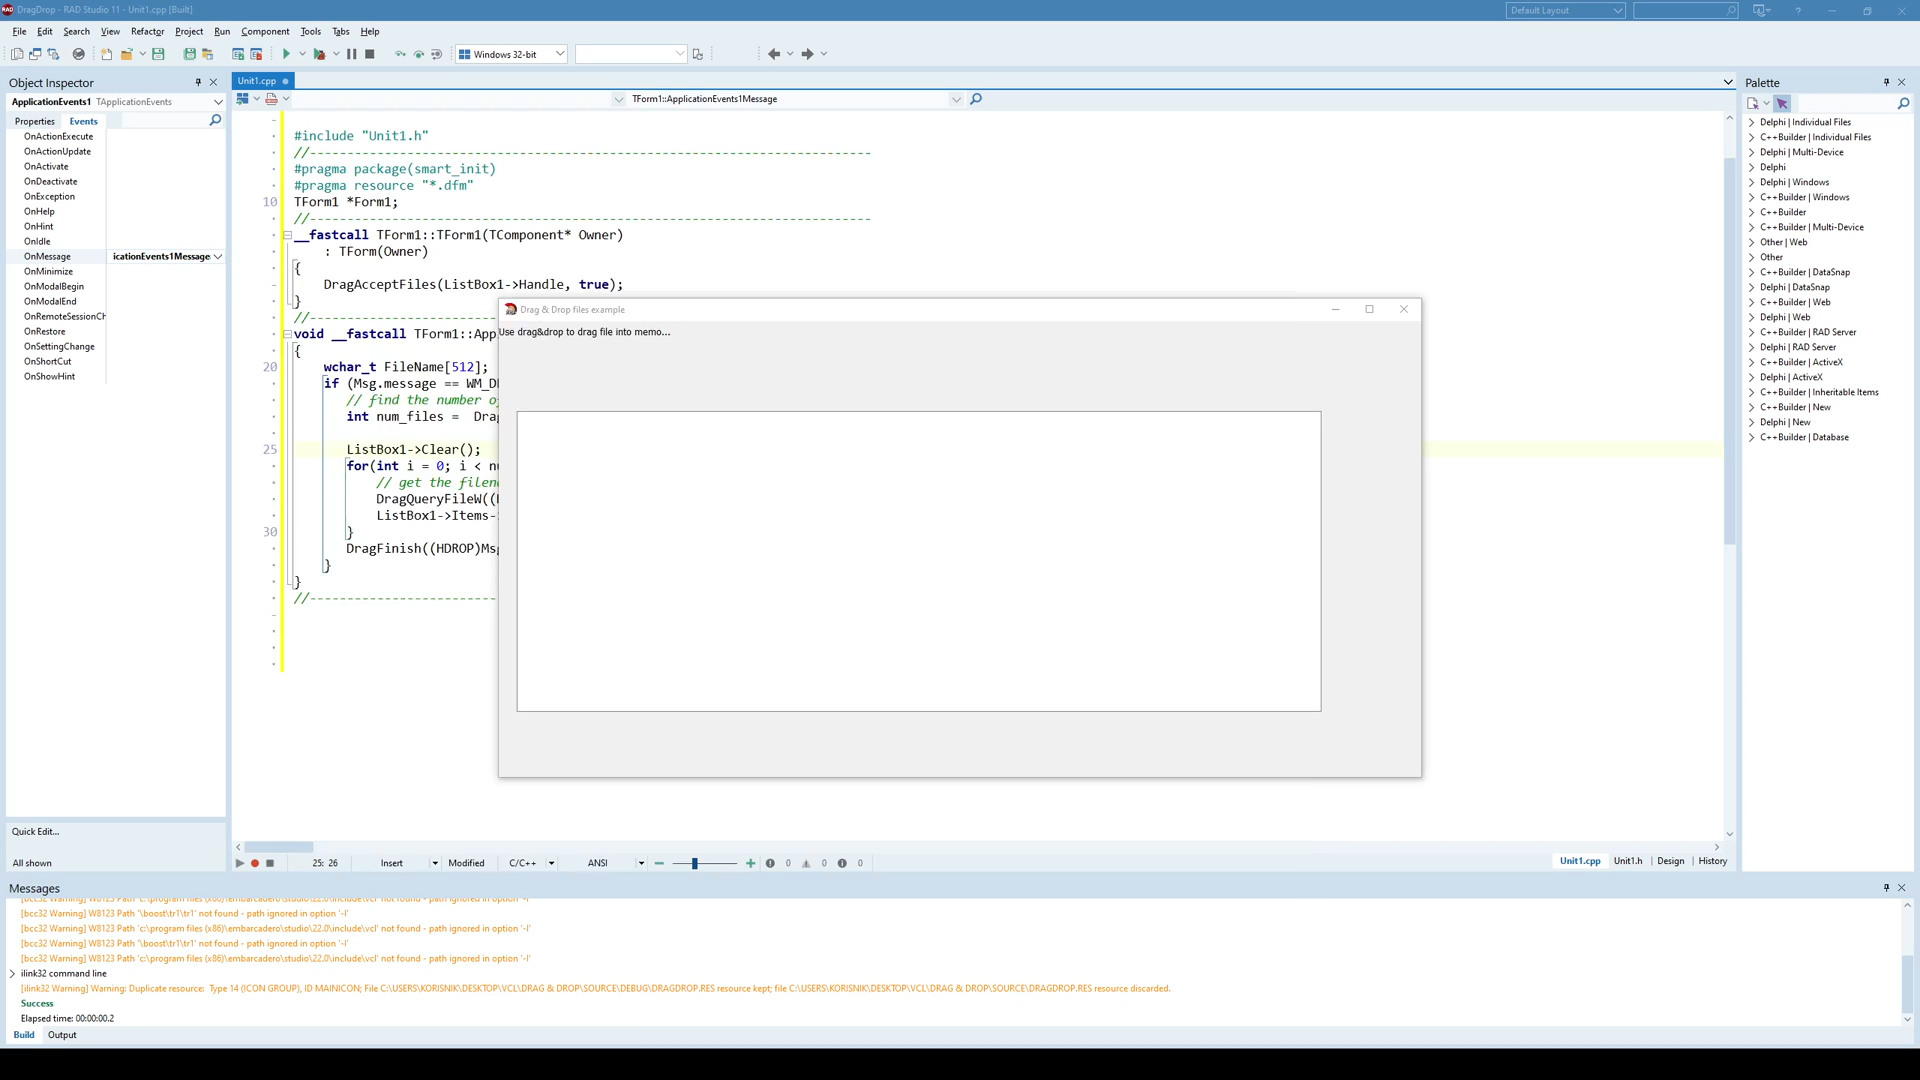 DragDrop - RAD Studio 11 - Unit1.cpp [Built]
Default Layout
File Edit Search View Refactor Project Run Component Tools Tabs Help
Windows 32-bit
Object Inspector
ApplicationEvents1 TApplicationEvents
Properties Events
OnActionExecute
OnActionUpdate
OnActivate
OnDeactivate
OnException
OnHelp
OnHint
OnIdle
OnMessage icationEvents1Message
OnMinimize
OnModalBegin
OnModalEnd
OnRemoteSessionCh
OnRestore
OnSettingChange
OnShortCut
OnShowHint
Quick Edit...
All shown
Unit1.cpp
TForm1::ApplicationEvents1Message
#include "Unit1.h"
//---------------------------------------------------------------------------
#pragma package(smart_init)
#pragma resource "*.dfm"
10 TForm1 *Form1;
//---------------------------------------------------------------------------
__fastcall TForm1::TForm1(TComponent* Owner)
: TForm(Owner)
{
DragAcceptFiles(ListBox1->Handle, true);
}
//---------------------------
void __fastcall TForm1::App
{
20 wchar_t FileName[512];
if (Msg.message == WM_D
// find the number o
int num_files = Drag
25 ListBox1->Clear();
for(int i = 0; i < nu
// get the filen
DragQueryFileW((
ListBox1->Items-
30 }
DragFinish((HDROP)Ms
}
}
//-------------------------
Drag & Drop files example
Use drag&drop to drag file into memo...
25: 26 Insert Modified C/C++ ANSI 0 0 0
Unit1.cpp Unit1.h Design History
Palette
Delphi | Individual Files
C++Builder | Individual Files
Delphi | Multi-Device
Delphi
Delphi | Windows
C++Builder | Windows
C++Builder
C++Builder | Multi-Device
Other | Web
Other
C++Builder | DataSnap
Delphi | DataSnap
C++Builder | Web
Delphi | Web
C++Builder | RAD Server
Delphi | RAD Server
C++Builder | ActiveX
Delphi | ActiveX
C++Builder | Inheritable Items
C++Builder | New
Delphi | New
C++Builder | Database
Messages
[bcc32 Warning] W8123 Path 'c:\program files (x86)\embarcadero\studio\22.0\include\vcl' not found - path ignored in option '-I'
[bcc32 Warning] W8123 Path '\boost\tr1\tr1' not found - path ignored in option '-I'
[bcc32 Warning] W8123 Path 'c:\program files (x86)\embarcadero\studio\22.0\include\vcl' not found - path ignored in option '-I'
[bcc32 Warning] W8123 Path '\boost\tr1\tr1' not found - path ignored in option '-I'
[bcc32 Warning] W8123 Path 'c:\program files (x86)\embarcadero\studio\22.0\include\vcl' not found - path ignored in option '-I'
ilink32 command line
[ilink32 Warning] Warning: Duplicate resource: Type 14 (ICON GROUP), ID MAINICON; File C:\USERS\KORISNIK\DESKTOP\VCL\DRAG & DROP\SOURCE\DEBUG\DRAGDROP.RES resource kept; file C:\USERS\KORISNIK\DESKTOP\VCL\DRAG & DROP\SOURCE\DRAGDROP.RES resource discarded.
Success
Elapsed time: 00:00:00.2
Build Output